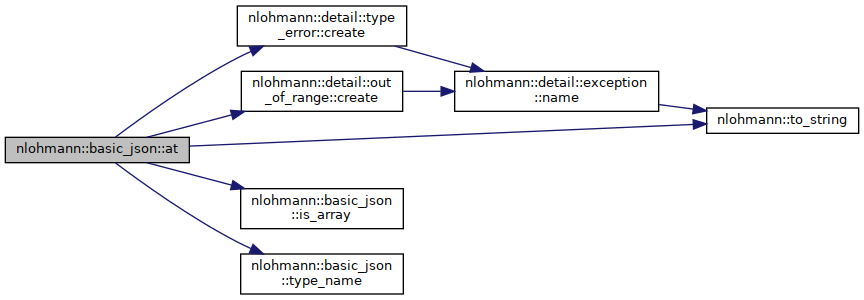 nlohmann::detail::type
_error::create
nlohmann::detail::out
_of_range::create
nlohmann::detail::exception
::name
nlohmann::to_string
nlohmann::basic_json::at
nlohmann::basic_json
::is_array
nlohmann::basic_json
::type_name